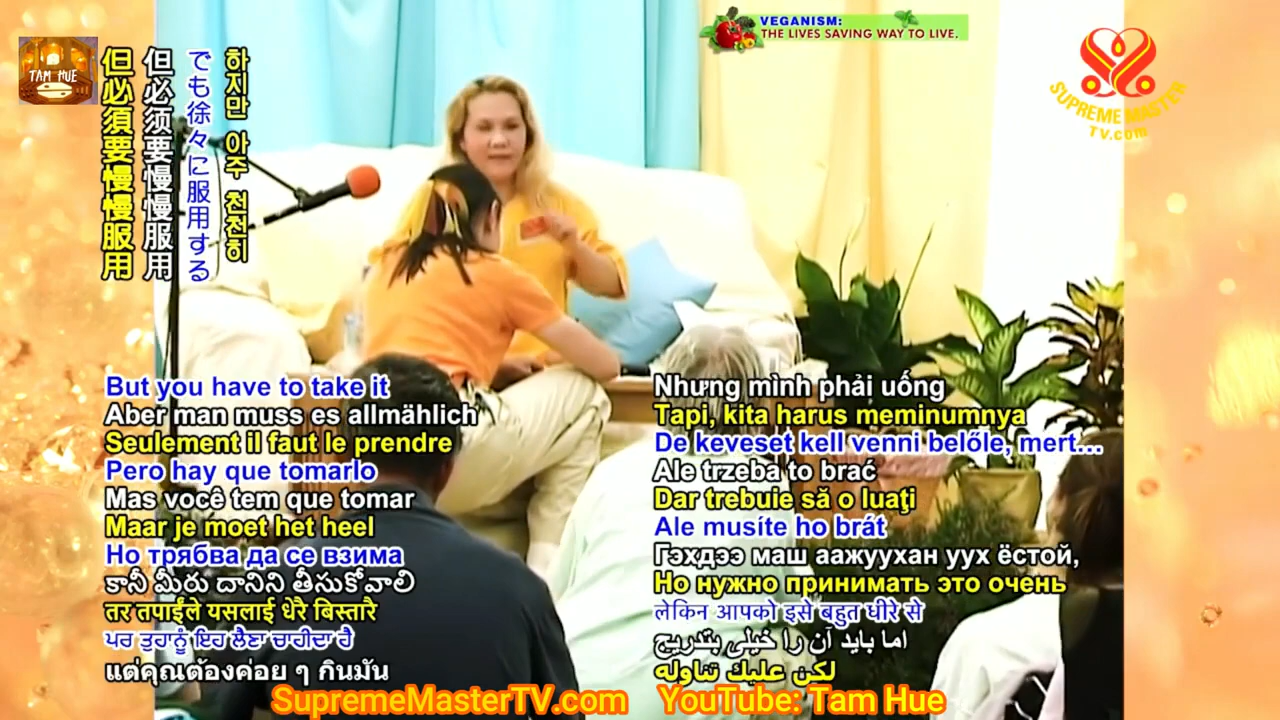 VEGANISM:
THE LIVES SAVING WAY TO LIVE.
TAM HUE
SUPREME MASTER
TV.com
但必須要慢慢服用
但必须要慢慢服用
でも徐々に服用する
하지만 아주 천천히
But you have to take it
Aber man muss es allmählich
Seulement il faut le prendre
Pero hay que tomarlo
Mas você tem que tomar
Maar je moet het heel
Но трябва да се взима
కానీ మీరు దానిని తీసుకోవాలి
तर तपाईंले यसलाई धेरै बिस्तारै
ਪਰ ਤੁਹਾਨੂੰ ਇਹ ਲੈਣਾ ਚਾਹੀਦਾ ਹੈ
แต่คุณต้องค่อย ๆ กินมัน
Nhưng mình phải uống
Tapi, kita harus meminumnya
De keveset kell venni belőle, mert...
Ale trzeba to brać
Dar trebuie să o luaţi
Ale musíte ho brát
Гэхдээ маш аажуухан уух ёстой,
Но нужно принимать это очень
लेकिन आपको इसे बहुत धीरे से
اما باید آن را خیلی بتدریج
لكن عليك تناوله
SupremeMasterTV.com YouTube: Tam Hue